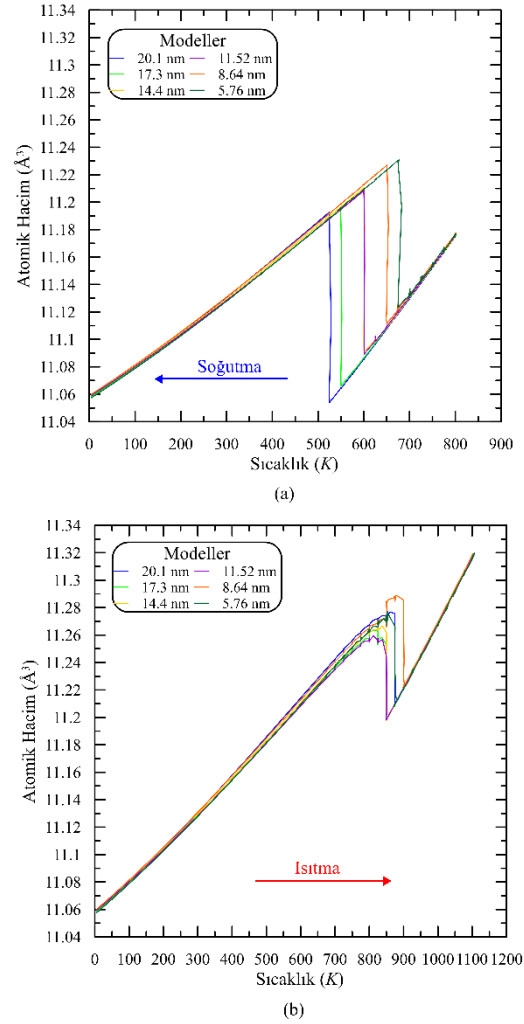 11.34
11.32
11.3
11.28
11.26
11.24
11.22
11.2
11.18
11.16
11.14
11.12
11.1
11.08
11.06
11.04
Atomik Hacim (Å³)
Modeller
20.1 nm 11.52 nm
17.3 nm 8.64 nm
14.4 nm 5.76 nm
Soğutma
0 100 200 300 400 500 600 700 800 900
Sıcaklık (K)
(a)
11.34
11.32
11.3
11.28
11.26
11.24
11.22
11.2
11.18
11.16
11.14
11.12
11.1
11.08
11.06
11.04
Atomik Hacim (Å³)
Modeller
20.1 nm 11.52 nm
17.3 nm 8.64 nm
14.4 nm 5.76 nm
Isıtma
0 100 200 300 400 500 600 700 800 900 1000 1100 1200
Sıcaklık (K)
(b)